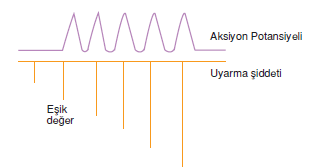 Aksiyon Potansiyeli
Uyarma şiddeti
Eşik
değer